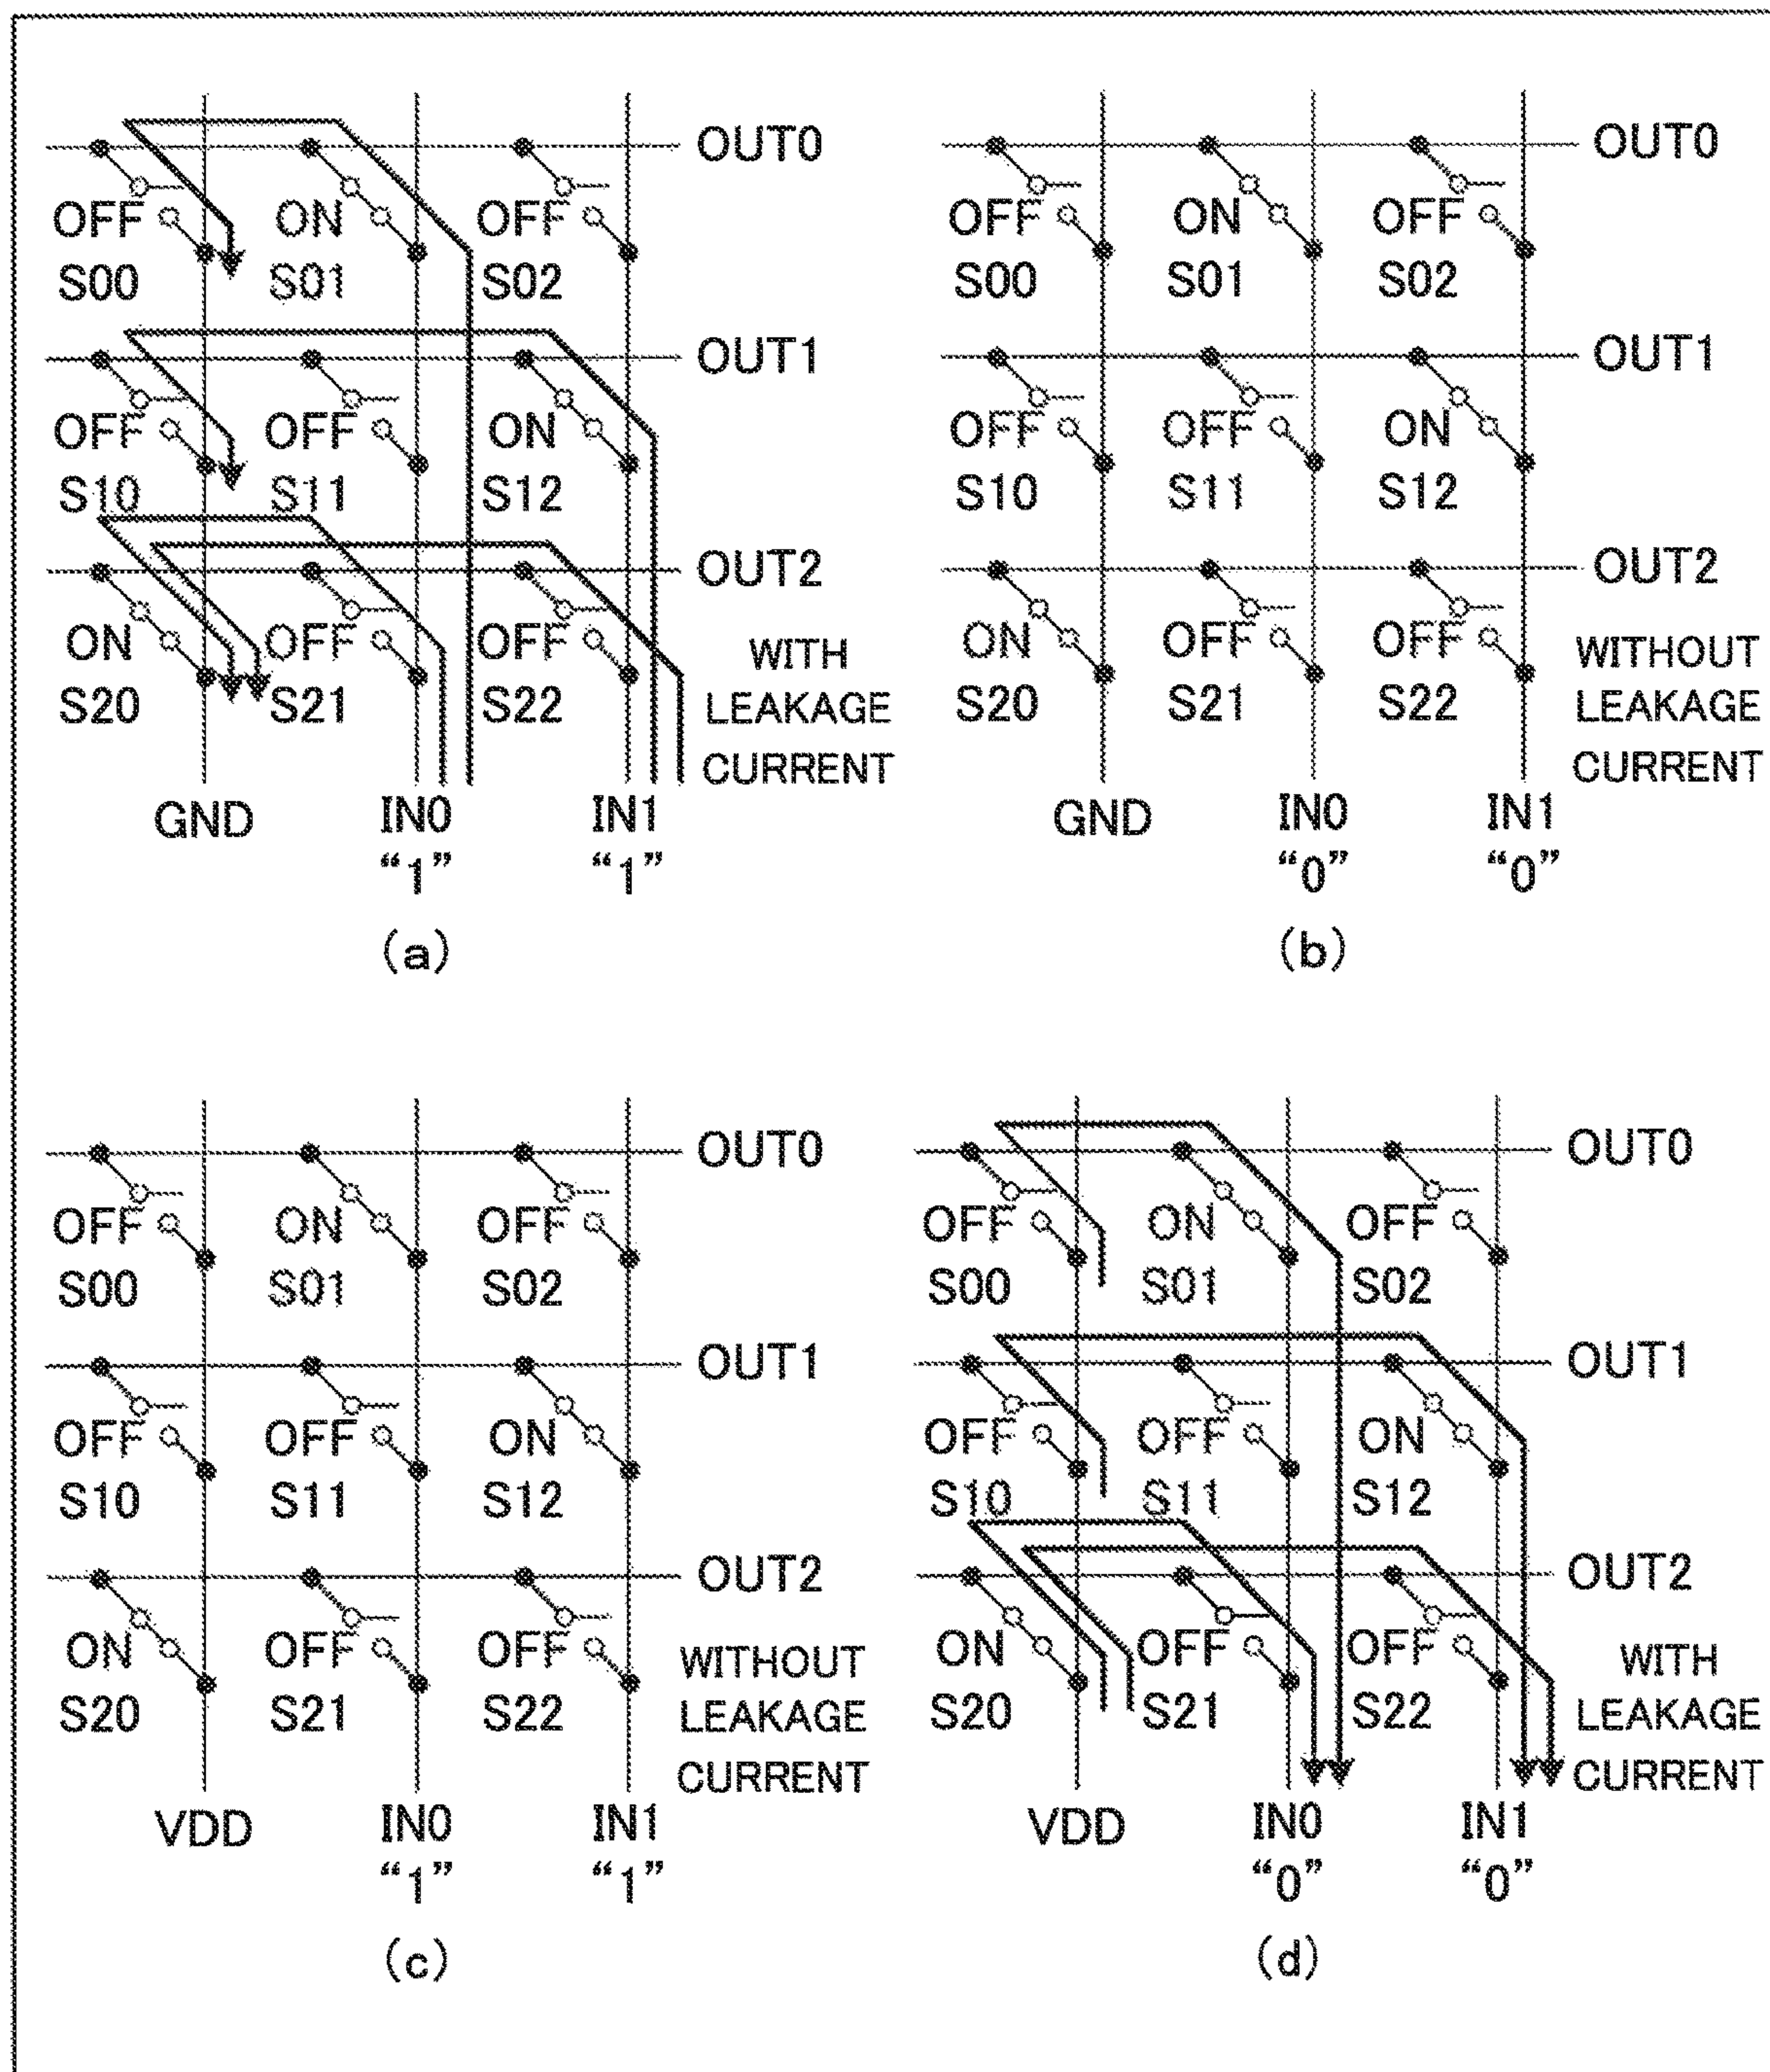 OUT0
OFF ON OFF
S00 S01 S02
OUT1
OFF OFF ON
S10 S11 S12
OUT2
ON OFF OFF WITH
S20 S21 S22 LEAKAGE
CURRENT
GND IN0 IN1
“1” “1”
(a)
OUT0
OFF ON OFF
S00 S01 S02
OUT1
OFF OFF ON
S10 S11 S12
OUT2
ON OFF OFF WITHOUT
S20 S21 S22 LEAKAGE
CURRENT
GND IN0 IN1
“0” “0”
(b)
OUT0
OFF ON OFF
S00 S01 S02
OUT1
OFF OFF ON
S10 S11 S12
OUT2
ON OFF OFF WITHOUT
S20 S21 S22 LEAKAGE
CURRENT
VDD IN0 IN1
“1” “1”
(c)
OUT0
OFF ON OFF
S00 S01 S02
OUT1
OFF OFF ON
S10 S11 S12
OUT2
ON OFF OFF WITH
S20 S21 S22 LEAKAGE
CURRENT
VDD IN0 IN1
“0” “0”
(d)